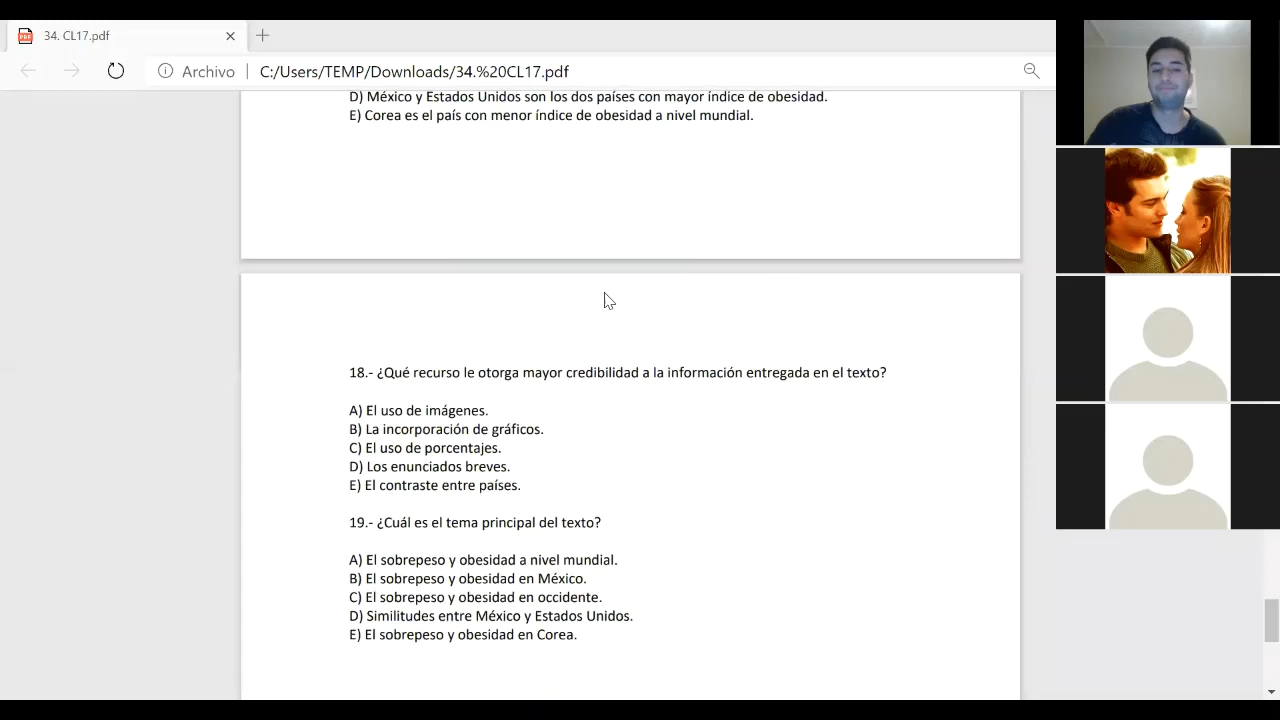 34. CL17.pdf
Archivo
C:/Users/TEMP/Downloads/34.%20CL17.pdf
D) México y Estados Unidos son los dos países con mayor índice de obesidad.
E) Corea es el país con menor índice de obesidad a nivel mundial.
18.- ¿Qué recurso le otorga mayor credibilidad a la información entregada en el texto?
A) El uso de imágenes.
B) La incorporación de gráficos.
C) El uso de porcentajes.
D) Los enunciados breves.
E) El contraste entre países.
19.- ¿Cuál es el tema principal del texto?
A) El sobrepeso y obesidad a nivel mundial.
B) El sobrepeso y obesidad en México.
C) El sobrepeso y obesidad en occidente.
D) Similitudes entre México y Estados Unidos.
E) El sobrepeso y obesidad en Corea.